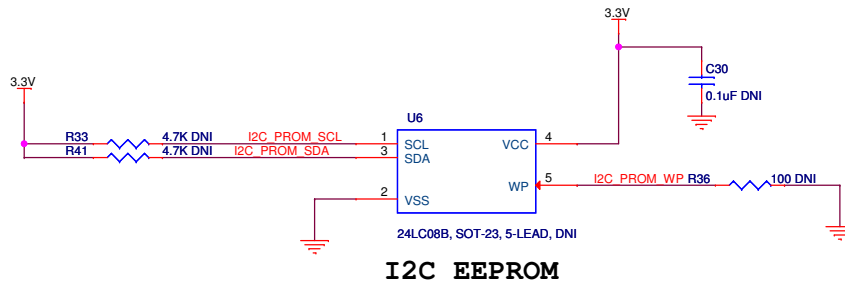 3.3V
C30
0.1uF DNI
3.3V
U6
R33 4.7K DNI I2C_PROM_SCL 1 SCL VCC 4
R41 4.7K DNI I2C_PROM_SDA 3 SDA
2 VSS WP 5 I2C_PROM_WP R36 100 DNI
24LC08B, SOT-23, 5-LEAD, DNI
I2C EEPROM